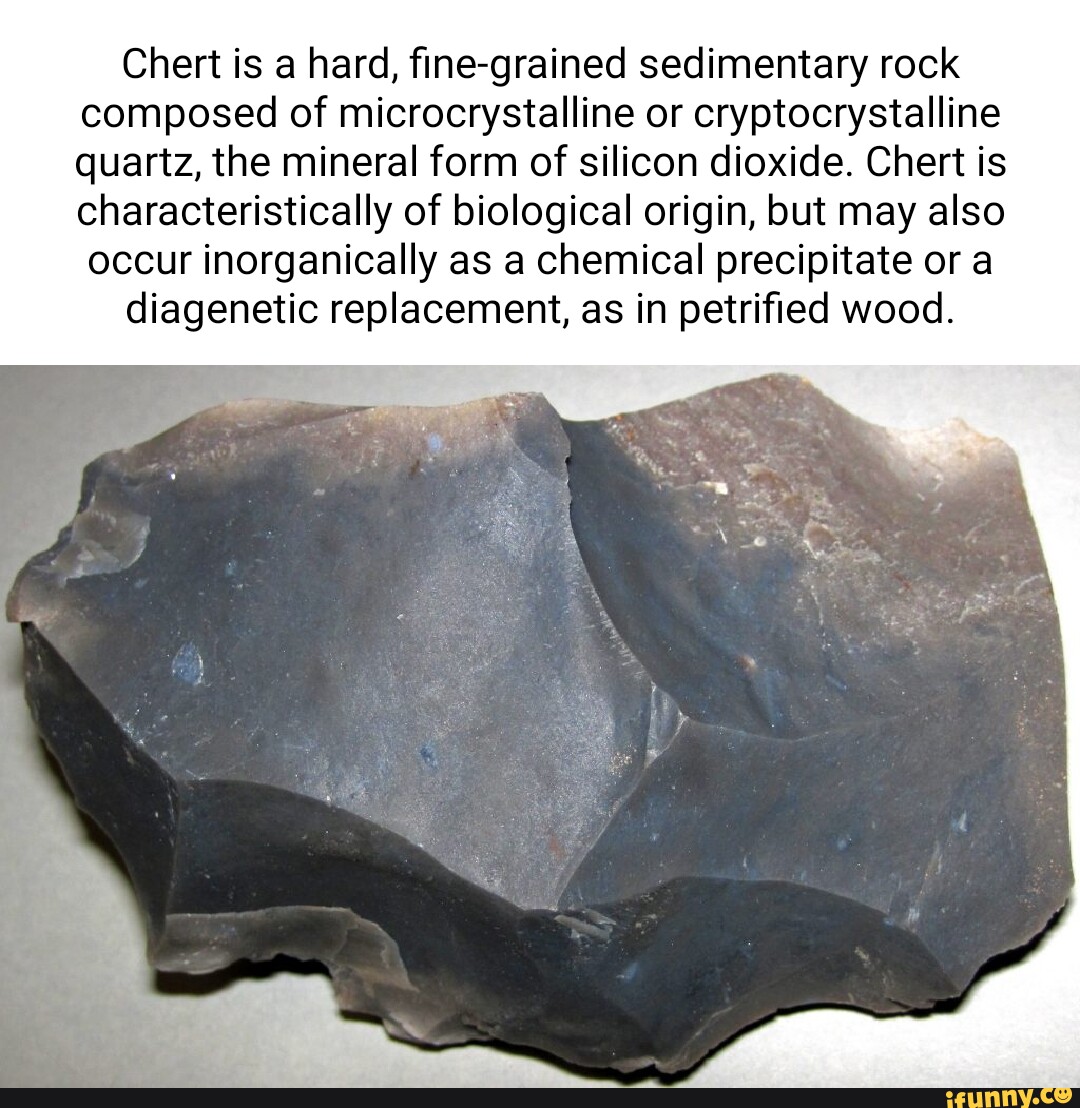 Chert is a hard, fine-grained sedimentary rock
composed of microcrystalline or cryptocrystalline
quartz, the mineral form of silicon dioxide. Chert is
characteristically of biological origin, but may also
occur inorganically as a chemical precipitate or a
diagenetic replacement, as in petrified wood.
ifunny.co